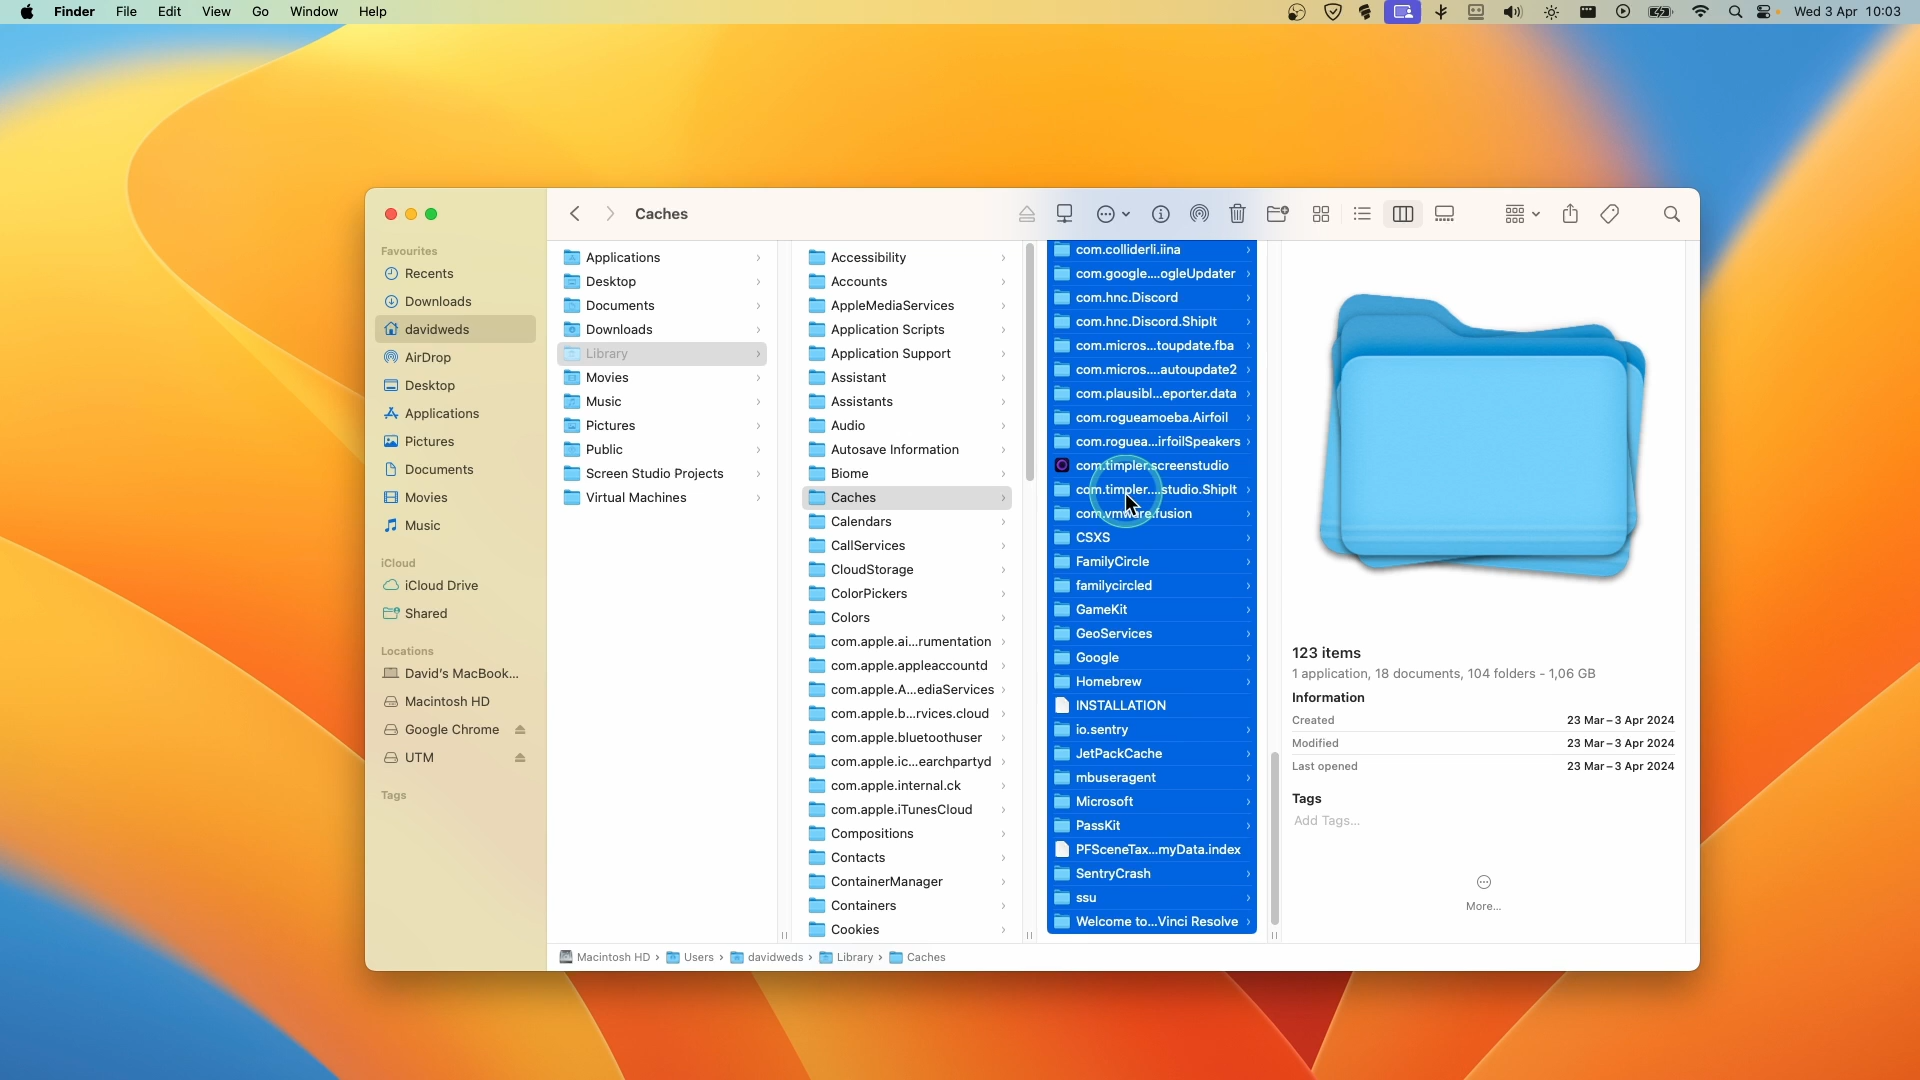 Finder File Edit View Go Window Help Wed 3 Apr 10:03
Caches
Favourites
Recents
Downloads
davidweds
AirDrop
Desktop
Applications
Pictures
Documents
Movies
Music
iCloud
iCloud Drive
Shared
Locations
David's MacBook...
Macintosh HD
Google Chrome
UTM
Tags
Applications
Desktop
Documents
Downloads
Library
Movies
Music
Pictures
Public
Screen Studio Projects
Virtual Machines
Accessibility
Accounts
AppleMediaServices
Application Scripts
Application Support
Assistant
Assistants
Audio
Autosave Information
Biome
Caches
Calendars
CallServices
CloudStorage
ColorPickers
Colors
com.apple.ai...rumentation
com.apple.appleaccountd
com.apple.A...ediaServices
com.apple.b...rvices.cloud
com.apple.bluetoothuser
com.apple.ic...earchpartyd
com.apple.internal.ck
com.apple.iTunesCloud
Compositions
Contacts
ContainerManager
Containers
Cookies
com.colliderli.iina
com.google....ogleUpdater
com.hnc.Discord
com.hnc.Discord.ShipIt
com.micros...toupdate.fba
com.micros....autoupdate2
com.plausibl...eporter.data
com.rogueamoeba.Airfoil
com.roguea...irfoilSpeakers
com.timpler.screenstudio
com.timpler....studio.ShipIt
com.vmware.fusion
CSXS
FamilyCircle
familycircled
GameKit
GeoServices
Google
Homebrew
INSTALLATION
io.sentry
JetPackCache
mbuseragent
Microsoft
PassKit
PFSceneTax...myData.index
SentryCrash
ssu
Welcome to...Vinci Resolve
123 items
1 application, 18 documents, 104 folders - 1,06 GB
Information
Created 23 Mar – 3 Apr 2024
Modified 23 Mar – 3 Apr 2024
Last opened 23 Mar – 3 Apr 2024
Tags
Add Tags...
More...
Macintosh HD › Users › davidweds › Library › Caches